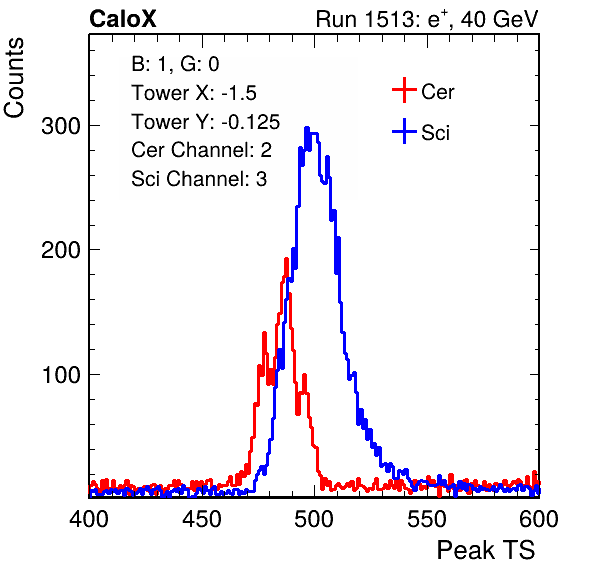 CaloX Run 1513: e⁺, 40 GeV
Counts
B: 1, G: 0
Tower X: -1.5
Tower Y: -0.125
Cer Channel: 2
Sci Channel: 3
Cer
Sci
300
200
100
400 450 500 550 600
Peak TS